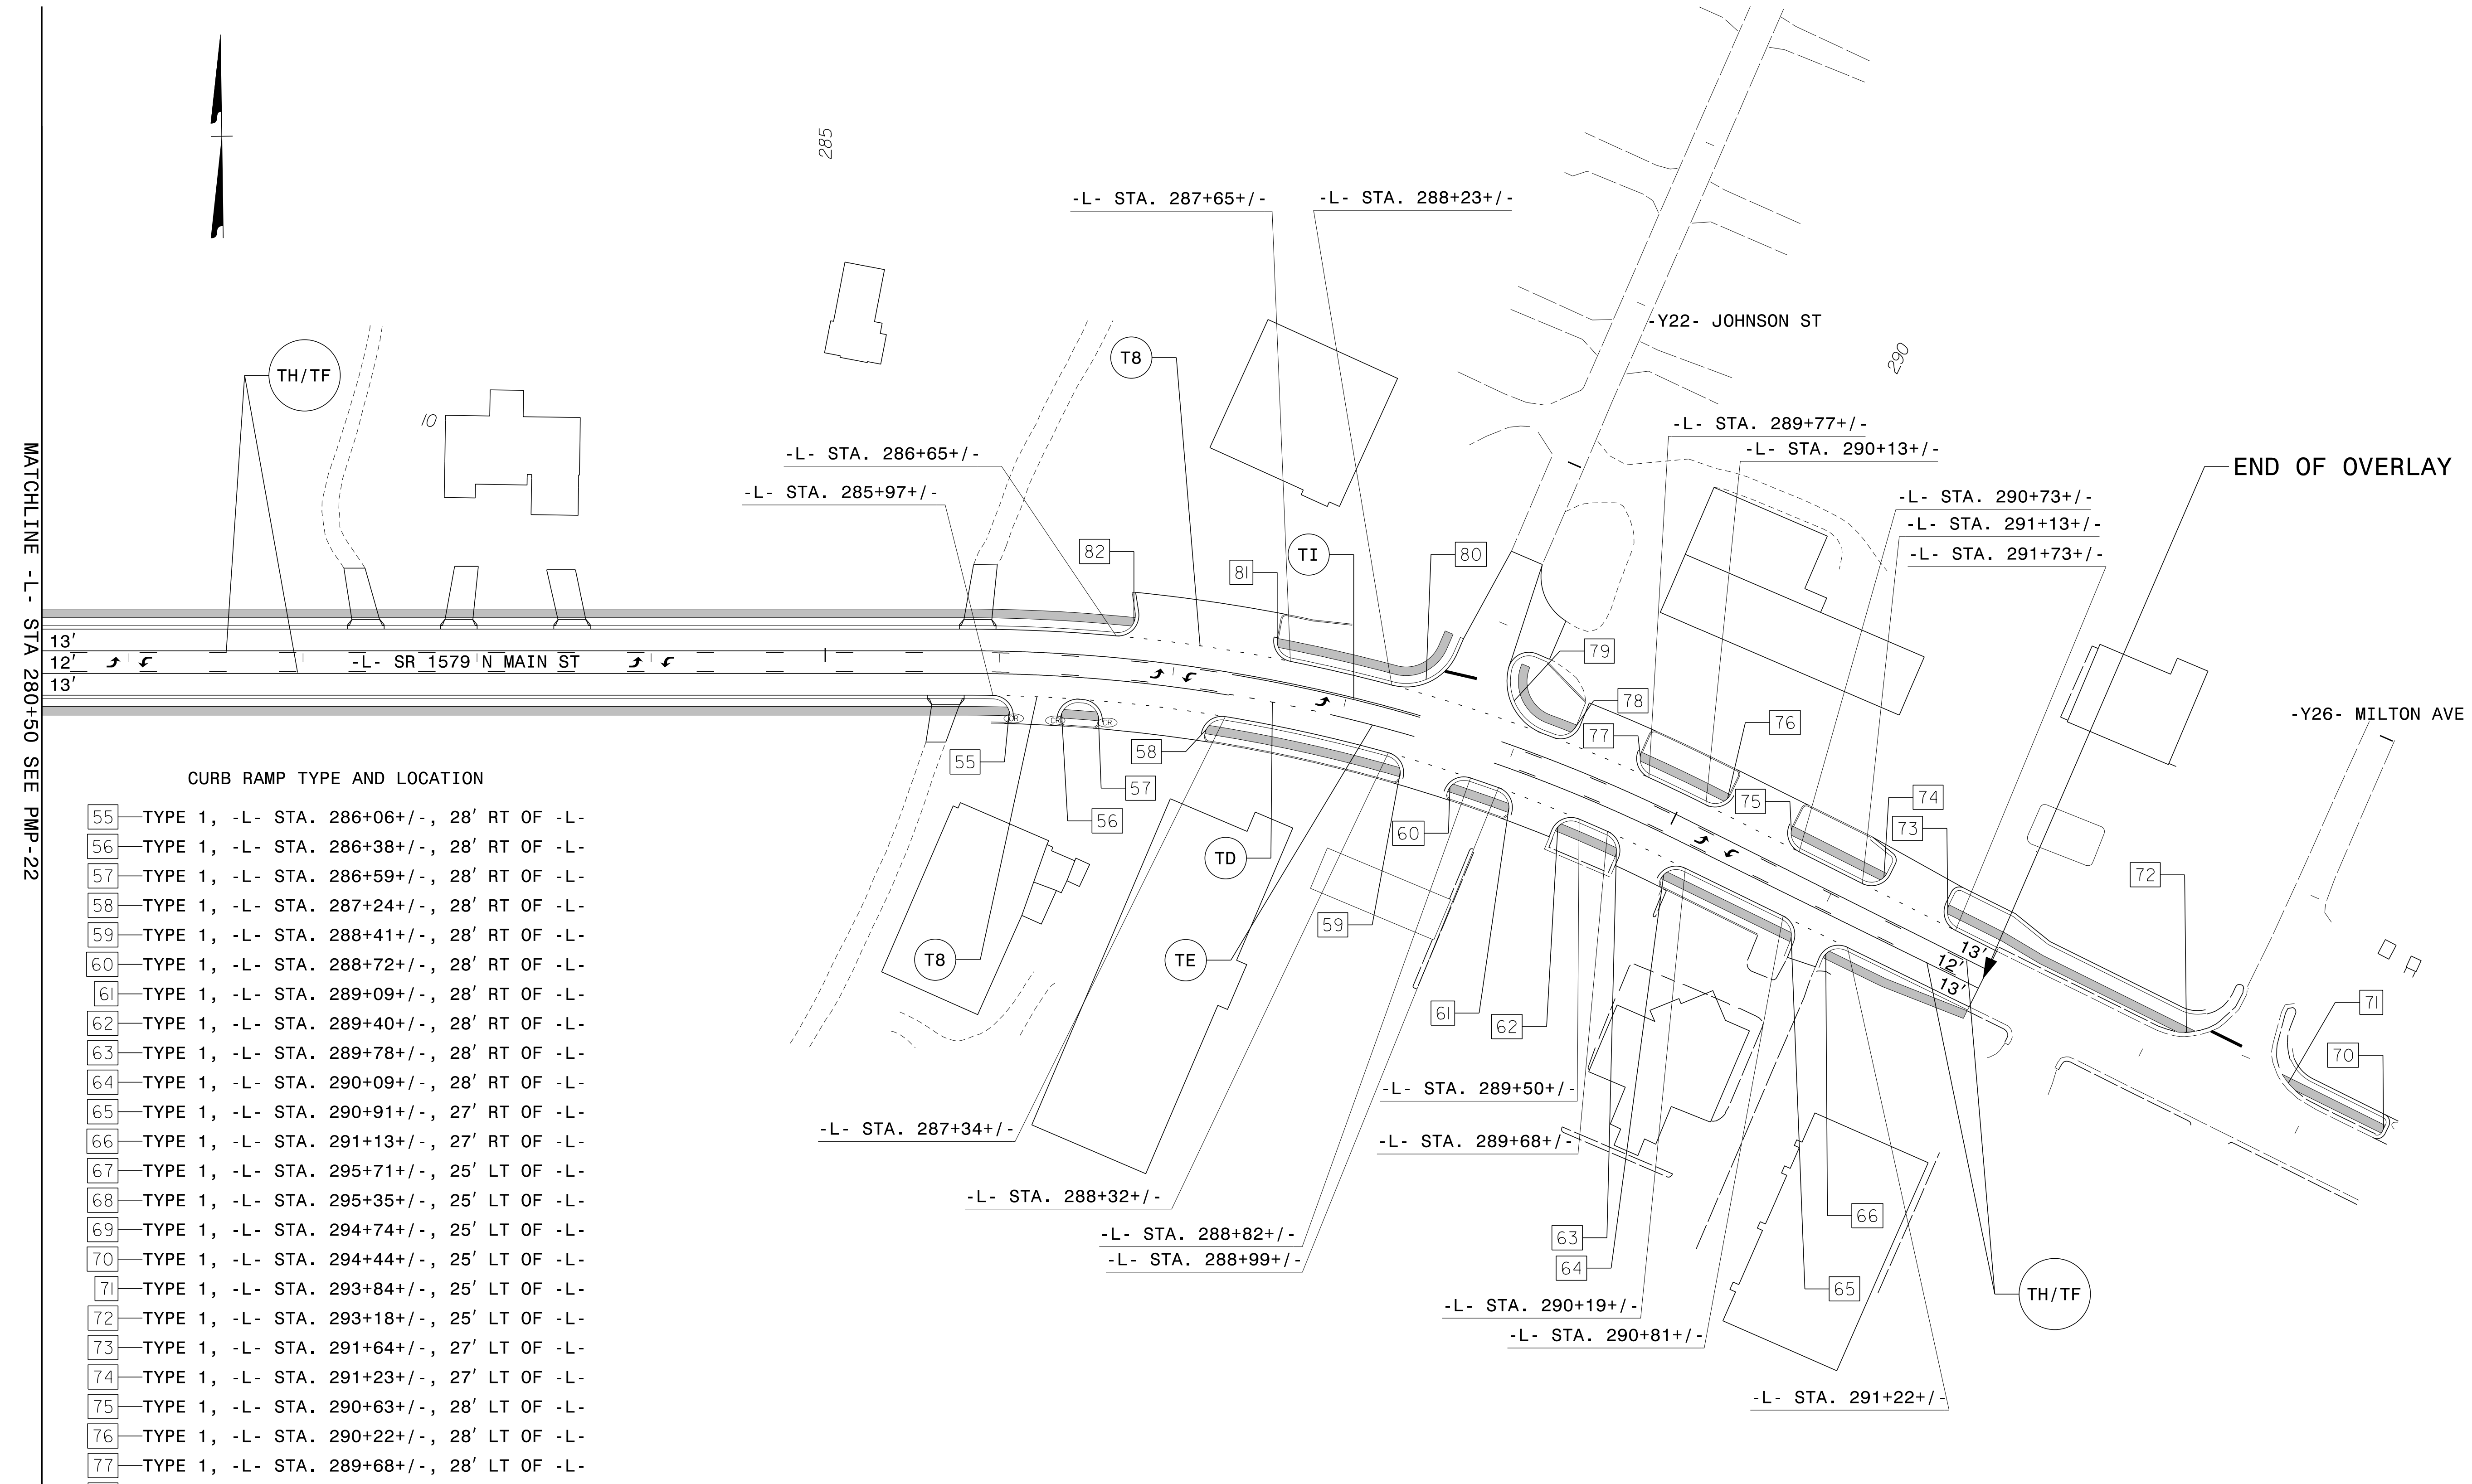 285
-L- STA. 287+65+/-
-L- STA. 288+23+/-
-Y22- JOHNSON ST
290
T8
TH/TF
10
-L- STA. 289+77+/-
-L- STA. 290+13+/-
-L- STA. 286+65+/-
-L- STA. 285+97+/-
END OF OVERLAY
-L- STA. 290+73+/-
-L- STA. 291+13+/-
-L- STA. 291+73+/-
82
81
TI
80
MATCHLINE -L- STA 280+50 SEE PMP-22
13'
12'
13'
-L- SR 1579 N MAIN ST
79
78
77
76
-Y26- MILTON AVE
CR
CR
CR
55
58
57
56
75
74
73
72
60
59
TD
TE
T8
13'
12'
13'
61
62
71
70
-L- STA. 289+50+/-
-L- STA. 287+34+/-
-L- STA. 289+68+/-
-L- STA. 288+32+/-
-L- STA. 288+82+/-
-L- STA. 288+99+/-
63
64
66
65
TH/TF
-L- STA. 290+19+/-
-L- STA. 290+81+/-
-L- STA. 291+22+/-
CURB RAMP TYPE AND LOCATION
55 TYPE 1, -L- STA. 286+06+/-, 28' RT OF -L-
56 TYPE 1, -L- STA. 286+38+/-, 28' RT OF -L-
57 TYPE 1, -L- STA. 286+59+/-, 28' RT OF -L-
58 TYPE 1, -L- STA. 287+24+/-, 28' RT OF -L-
59 TYPE 1, -L- STA. 288+41+/-, 28' RT OF -L-
60 TYPE 1, -L- STA. 288+72+/-, 28' RT OF -L-
61 TYPE 1, -L- STA. 289+09+/-, 28' RT OF -L-
62 TYPE 1, -L- STA. 289+40+/-, 28' RT OF -L-
63 TYPE 1, -L- STA. 289+78+/-, 28' RT OF -L-
64 TYPE 1, -L- STA. 290+09+/-, 28' RT OF -L-
65 TYPE 1, -L- STA. 290+91+/-, 27' RT OF -L-
66 TYPE 1, -L- STA. 291+13+/-, 27' RT OF -L-
67 TYPE 1, -L- STA. 295+71+/-, 25' LT OF -L-
68 TYPE 1, -L- STA. 295+35+/-, 25' LT OF -L-
69 TYPE 1, -L- STA. 294+74+/-, 25' LT OF -L-
70 TYPE 1, -L- STA. 294+44+/-, 25' LT OF -L-
71 TYPE 1, -L- STA. 293+84+/-, 25' LT OF -L-
72 TYPE 1, -L- STA. 293+18+/-, 25' LT OF -L-
73 TYPE 1, -L- STA. 291+64+/-, 27' LT OF -L-
74 TYPE 1, -L- STA. 291+23+/-, 27' LT OF -L-
75 TYPE 1, -L- STA. 290+63+/-, 28' LT OF -L-
76 TYPE 1, -L- STA. 290+22+/-, 28' LT OF -L-
77 TYPE 1, -L- STA. 289+68+/-, 28' LT OF -L-